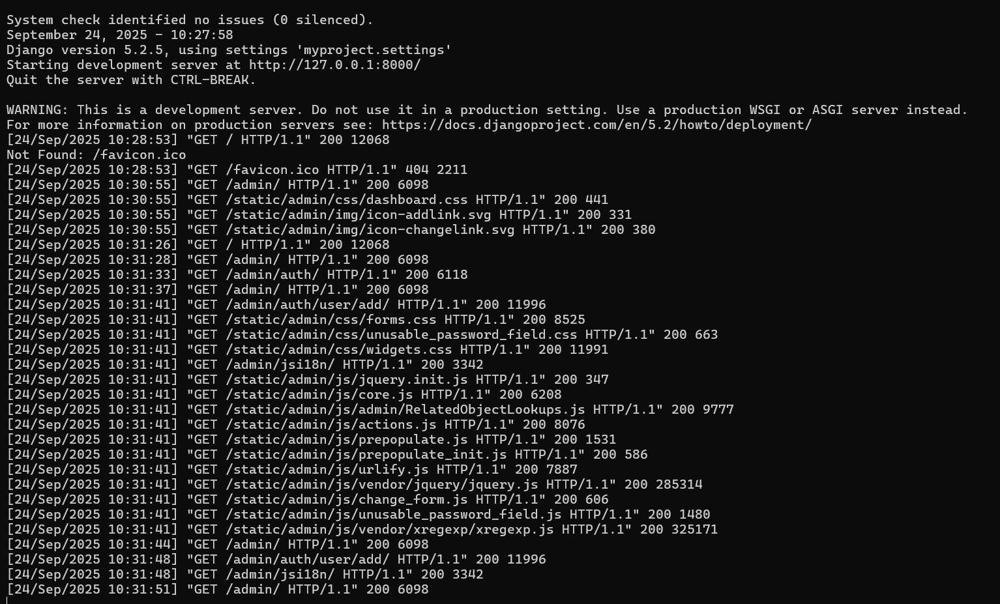 System check identified no issues (0 silenced).
September 24, 2025 - 10:27:58
Django version 5.2.5, using settings 'myproject.settings'
Starting development server at http://127.0.0.1:8000/
Quit the server with CTRL-BREAK.

WARNING: This is a development server. Do not use it in a production setting. Use a production WSGI or ASGI server instead.
For more information on production servers see: https://docs.djangoproject.com/en/5.2/howto/deployment/
[24/Sep/2025 10:28:53] "GET / HTTP/1.1" 200 12068
Not Found: /favicon.ico
[24/Sep/2025 10:28:53] "GET /favicon.ico HTTP/1.1" 404 2211
[24/Sep/2025 10:30:55] "GET /admin/ HTTP/1.1" 200 6098
[24/Sep/2025 10:30:55] "GET /static/admin/css/dashboard.css HTTP/1.1" 200 441
[24/Sep/2025 10:30:55] "GET /static/admin/img/icon-addlink.svg HTTP/1.1" 200 331
[24/Sep/2025 10:30:55] "GET /static/admin/img/icon-changelink.svg HTTP/1.1" 200 380
[24/Sep/2025 10:31:26] "GET / HTTP/1.1" 200 12068
[24/Sep/2025 10:31:28] "GET /admin/ HTTP/1.1" 200 6098
[24/Sep/2025 10:31:33] "GET /admin/auth/ HTTP/1.1" 200 6118
[24/Sep/2025 10:31:37] "GET /admin/ HTTP/1.1" 200 6098
[24/Sep/2025 10:31:41] "GET /admin/auth/user/add/ HTTP/1.1" 200 11996
[24/Sep/2025 10:31:41] "GET /static/admin/css/forms.css HTTP/1.1" 200 8525
[24/Sep/2025 10:31:41] "GET /static/admin/css/unusable_password_field.css HTTP/1.1" 200 663
[24/Sep/2025 10:31:41] "GET /static/admin/css/widgets.css HTTP/1.1" 200 11991
[24/Sep/2025 10:31:41] "GET /admin/jsi18n/ HTTP/1.1" 200 3342
[24/Sep/2025 10:31:41] "GET /static/admin/js/jquery.init.js HTTP/1.1" 200 347
[24/Sep/2025 10:31:41] "GET /static/admin/js/core.js HTTP/1.1" 200 6208
[24/Sep/2025 10:31:41] "GET /static/admin/js/admin/RelatedObjectLookups.js HTTP/1.1" 200 9777
[24/Sep/2025 10:31:41] "GET /static/admin/js/actions.js HTTP/1.1" 200 8076
[24/Sep/2025 10:31:41] "GET /static/admin/js/prepopulate.js HTTP/1.1" 200 1531
[24/Sep/2025 10:31:41] "GET /static/admin/js/prepopulate_init.js HTTP/1.1" 200 586
[24/Sep/2025 10:31:41] "GET /static/admin/js/urlify.js HTTP/1.1" 200 7887
[24/Sep/2025 10:31:41] "GET /static/admin/js/vendor/jquery/jquery.js HTTP/1.1" 200 285314
[24/Sep/2025 10:31:41] "GET /static/admin/js/change_form.js HTTP/1.1" 200 606
[24/Sep/2025 10:31:41] "GET /static/admin/js/unusable_password_field.js HTTP/1.1" 200 1480
[24/Sep/2025 10:31:41] "GET /static/admin/js/vendor/xregexp/xregexp.js HTTP/1.1" 200 325171
[24/Sep/2025 10:31:44] "GET /admin/ HTTP/1.1" 200 6098
[24/Sep/2025 10:31:48] "GET /admin/auth/user/add/ HTTP/1.1" 200 11996
[24/Sep/2025 10:31:48] "GET /admin/jsi18n/ HTTP/1.1" 200 3342
[24/Sep/2025 10:31:51] "GET /admin/ HTTP/1.1" 200 6098